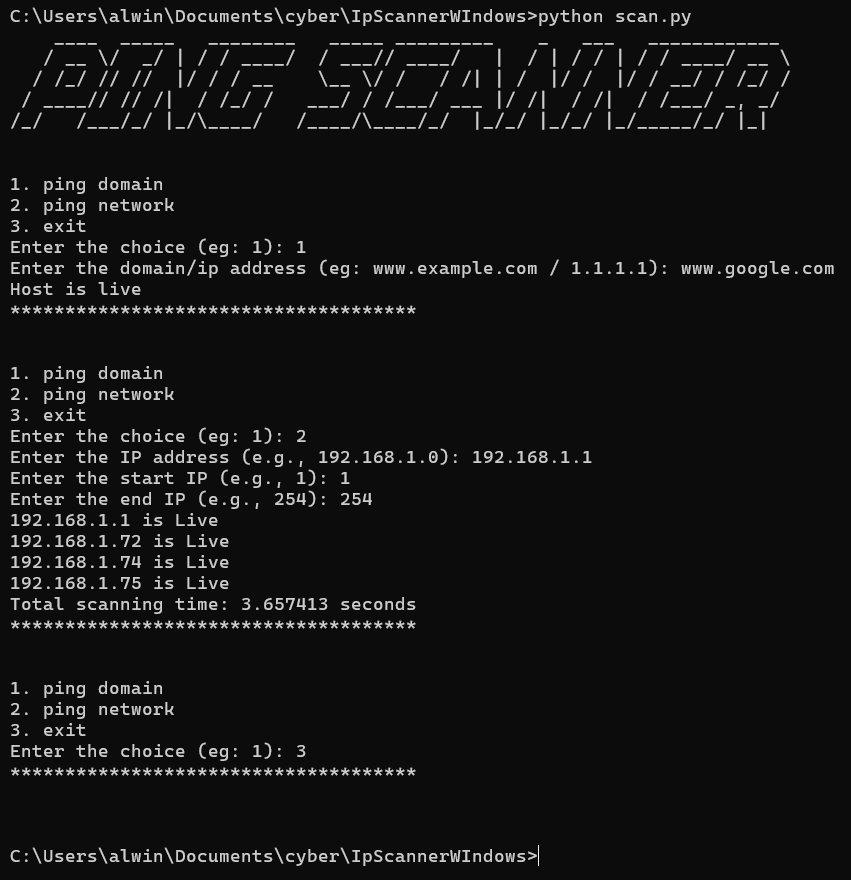 C:\Users\alwin\Documents\cyber\IpScannerWIndows>python scan.py
PING SCANNER
1. ping domain
2. ping network
3. exit
Enter the choice (eg: 1): 1
Enter the domain/ip address (eg: www.example.com / 1.1.1.1): www.google.com
Host is live
*************************************
1. ping domain
2. ping network
3. exit
Enter the choice (eg: 1): 2
Enter the IP address (e.g., 192.168.1.0): 192.168.1.1
Enter the start IP (e.g., 1): 1
Enter the end IP (e.g., 254): 254
192.168.1.1 is Live
192.168.1.72 is Live
192.168.1.74 is Live
192.168.1.75 is Live
Total scanning time: 3.657413 seconds
*************************************
1. ping domain
2. ping network
3. exit
Enter the choice (eg: 1): 3
*************************************
C:\Users\alwin\Documents\cyber\IpScannerWIndows>